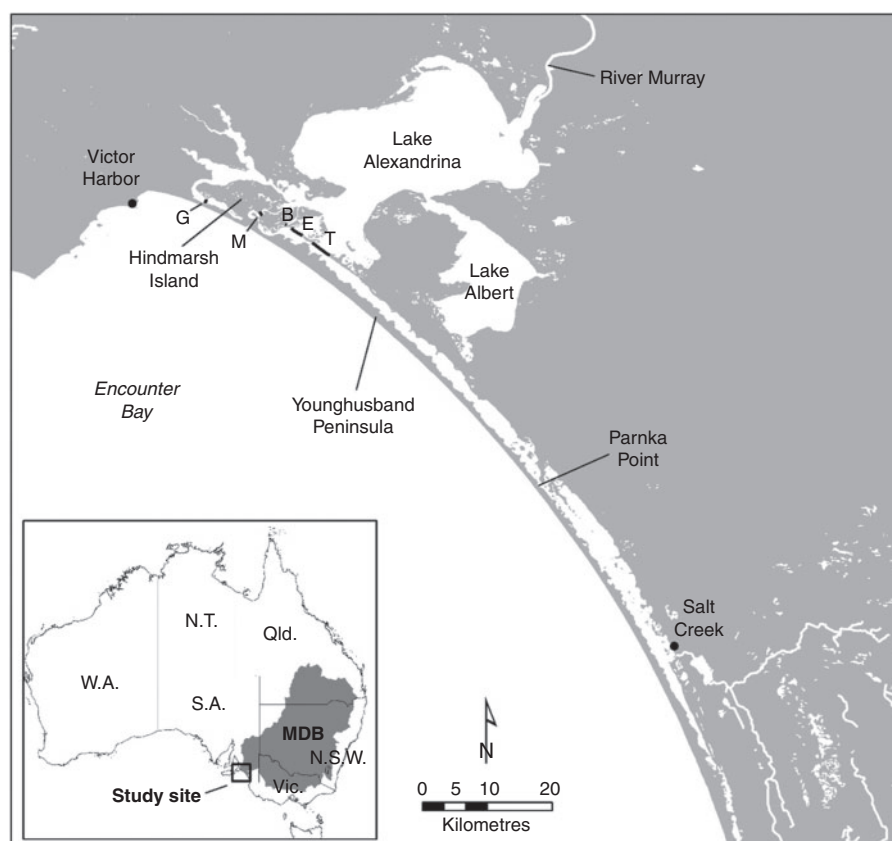 River Murray
Lake
Alexandrina
Victor
Harbor
G
M
B
E
T
Hindmarsh
Island
Lake
Albert
Encounter
Bay
Younghusband
Peninsula
Parnka
Point
Salt
Creek
N.T.
Qld.
W.A.
S.A.
MDB
N.S.W.
Vic.
Study site
N
0 5 10 20
Kilometres